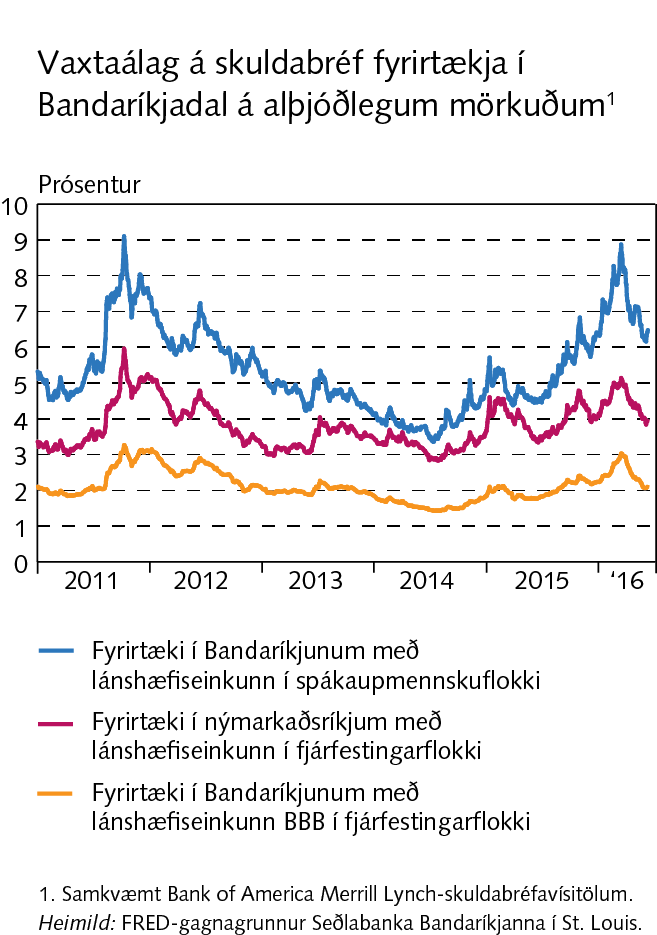 Vaxtaálag á skuldabréf fyrirtækja í
Bandaríkjadal á alþjóðlegum mörkuðum¹
Prósentur
10
9
8
7
6
5
4
3
2
1
0
2011 2012 2013 2014 2015 ‘16
Fyrirtæki í Bandaríkjunum með
lánshæfiseinkunn í spákaupmennskuflokki
Fyrirtæki í nýmarkaðsríkjum með
lánshæfiseinkunn í fjárfestingarflokki
Fyrirtæki í Bandaríkjunum með
lánshæfiseinkunn BBB í fjárfestingarflokki
1. Samkvæmt Bank of America Merrill Lynch-skuldabréfavísitölum.
Heimild: FRED-gagnagrunnur Seðlabanka Bandaríkjanna í St. Louis.